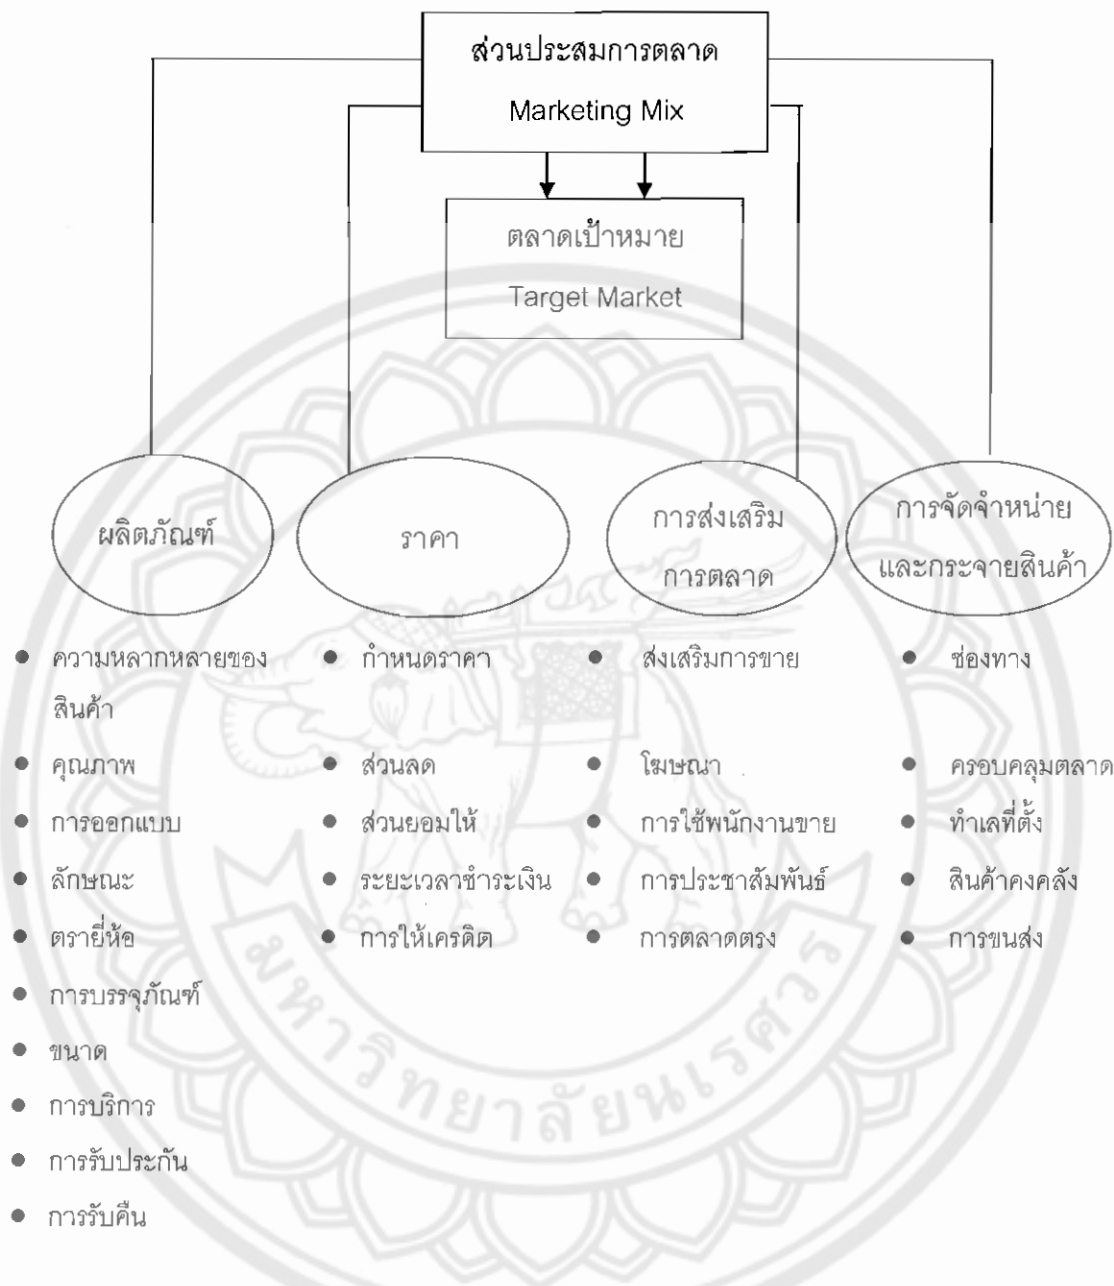 ส่วนประสมการตลาด
Marketing Mix
ตลาดเป้าหมาย
Target Market
ผลิตภัณฑ์
ราคา
การส่งเสริม
การตลาด
การจัดจำหน่าย
และกระจายสินค้า
● ความหลากหลายของ
สินค้า
● คุณภาพ
● การออกแบบ
● ลักษณะ
● ตรายี่ห้อ
● การบรรจุภัณฑ์
● ขนาด
● การบริการ
● การรับประกัน
● การรับคืน
● กำหนดราคา
● ส่วนลด
● ส่วนยอมให้
● ระยะเวลาชำระเงิน
● การให้เครดิต
● ส่งเสริมการขาย
● โฆษณา
● การใช้พนักงานขาย
● การประชาสัมพันธ์
● การตลาดตรง
● ช่องทาง
● ครอบคลุมตลาด
● ทำเลที่ตั้ง
● สินค้าคงคลัง
● การขนส่ง
มหาวิทยาลัยนเรศวร